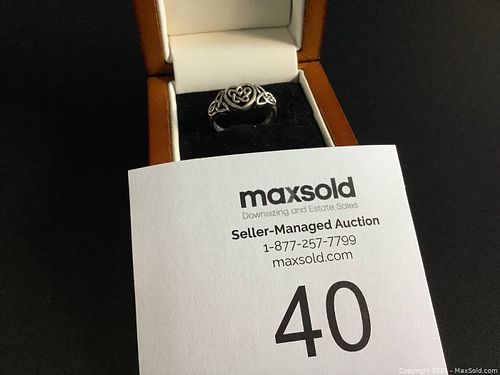 maxsold
Downsizing and Estate Sales
Seller-Managed Auction
1-877-257-7799
maxsold.com
40